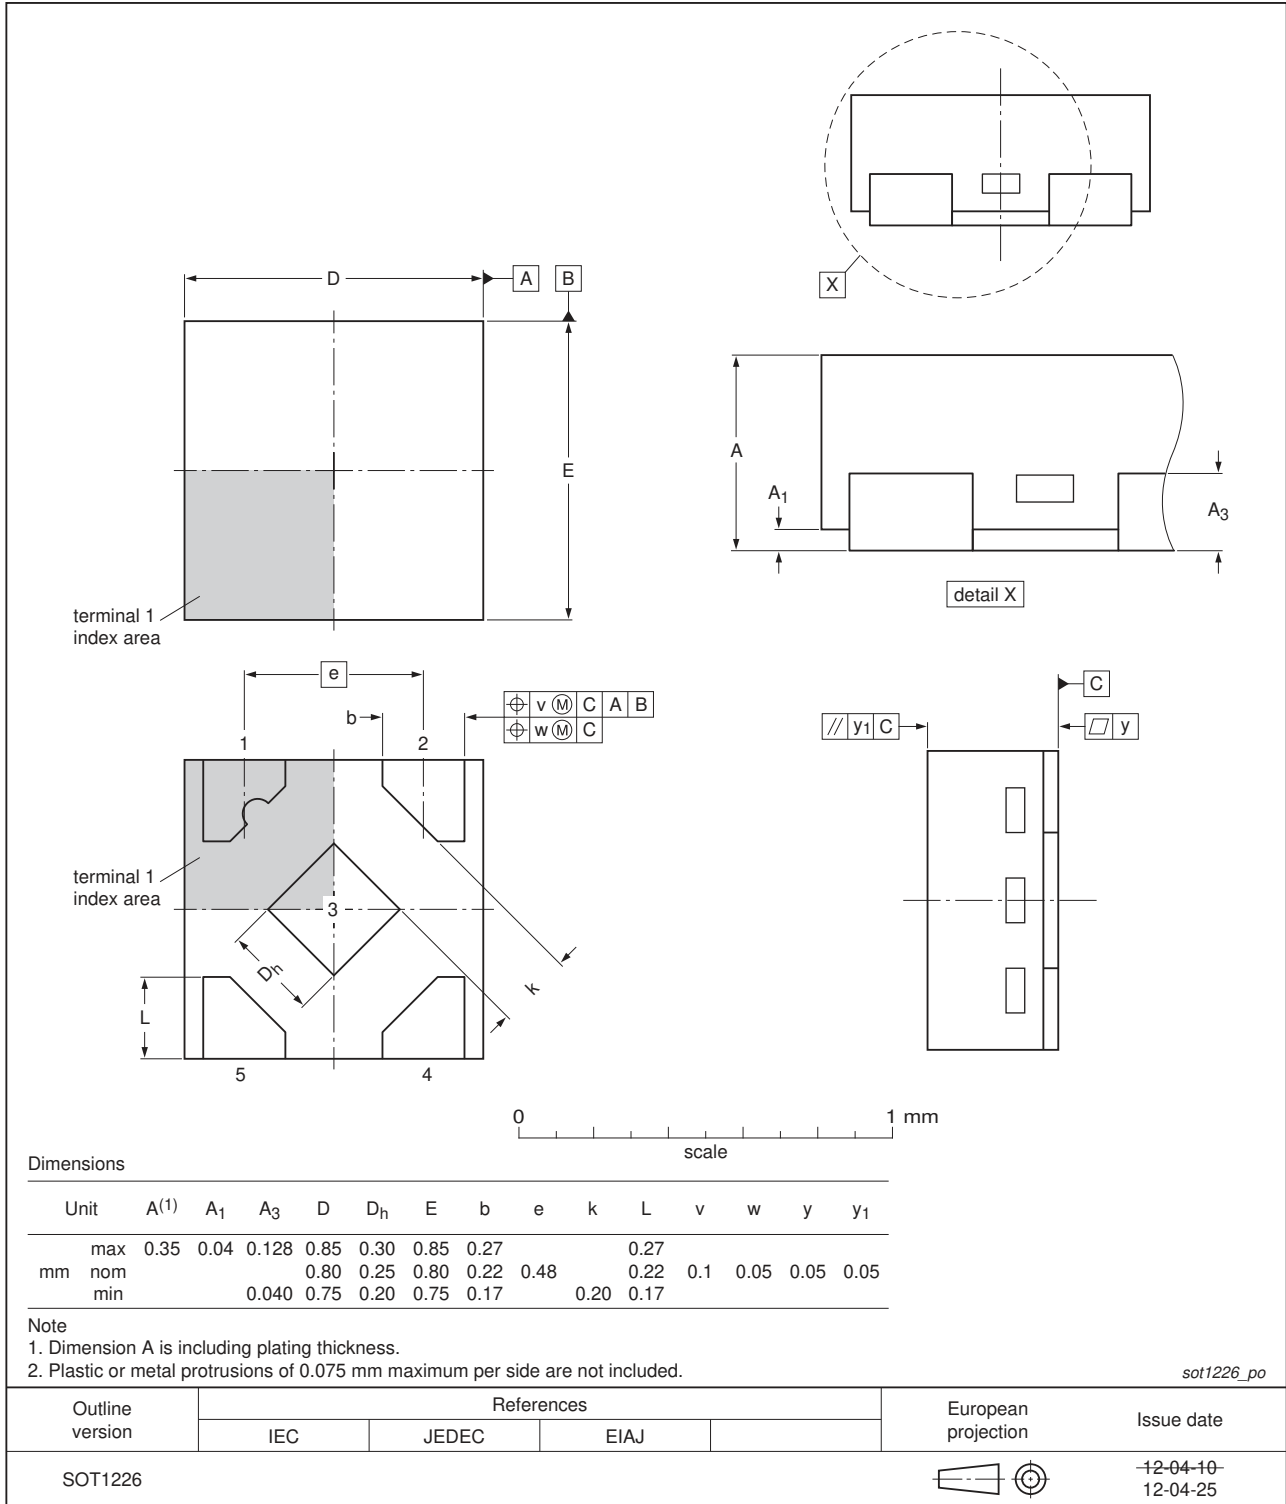 X
D
A
B
E
terminal 1
index area
A
A1
A3
detail X
e
b
v M C A B
w M C
1
2
terminal 1
index area
3
Dh
k
L
5
4
C
// y1 C
y
0
1 mm
scale
Dimensions
Unit A(1) A1 A3 D Dh E b e k L v w y y1
max 0.35 0.04 0.128 0.85 0.30 0.85 0.27 0.27
mm nom 0.80 0.25 0.80 0.22 0.48 0.22 0.1 0.05 0.05 0.05
min 0.040 0.75 0.20 0.75 0.17 0.20 0.17
Note
1. Dimension A is including plating thickness.
2. Plastic or metal protrusions of 0.075 mm maximum per side are not included.
sot1226_po
Outline
version
References
IEC JEDEC EIAJ
European
projection
Issue date
SOT1226
12-04-10
12-04-25